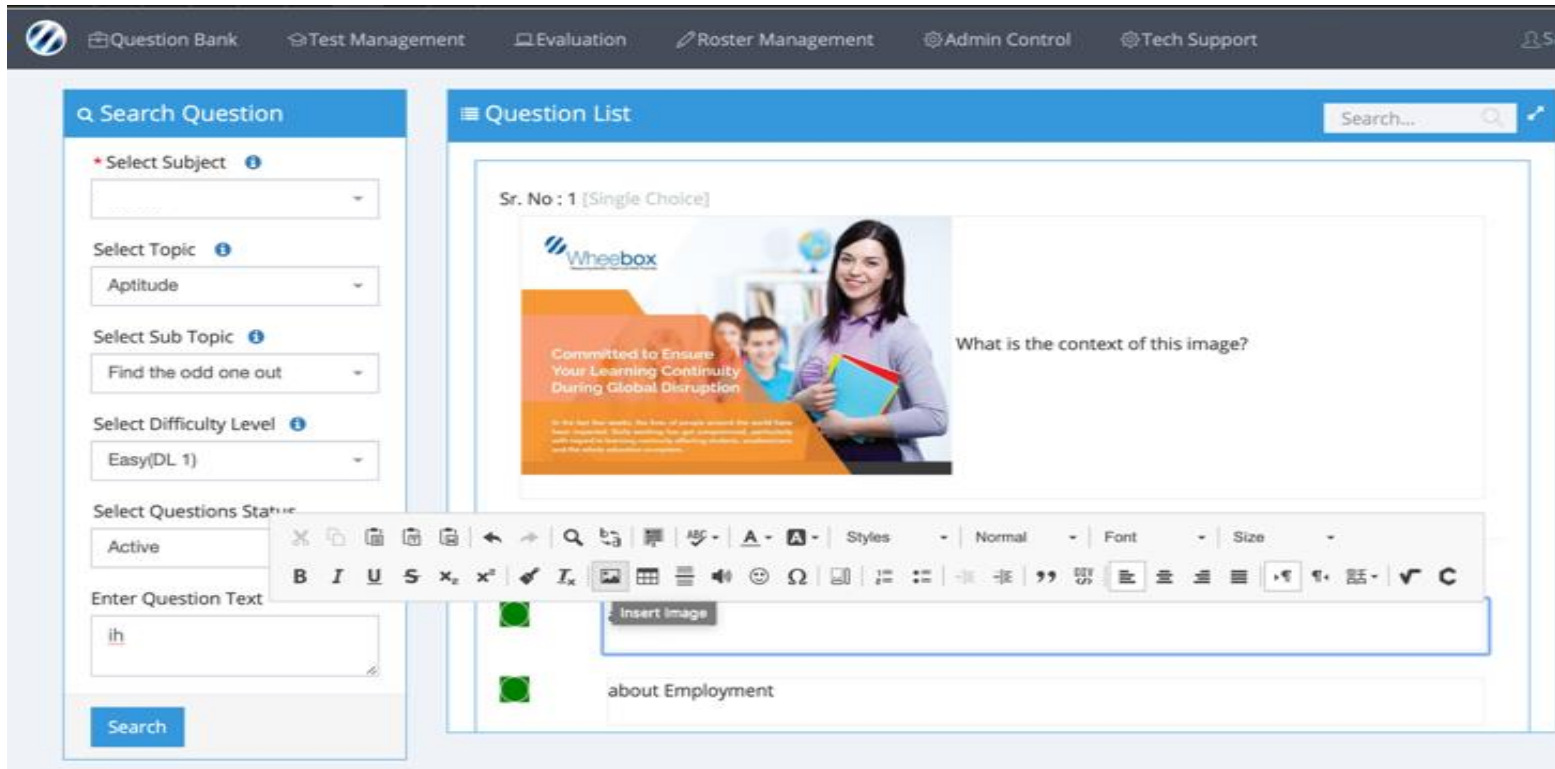 Question Bank Test Management Evaluation Roster Management Admin Control Tech Support
Search Question
* Select Subject
Select Topic
Aptitude
Select Sub Topic
Find the odd one out
Select Difficulty Level
Easy(DL 1)
Select Questions Status
Active
Enter Question Text
ih
Search
Question List
Search...
Sr. No : 1 [Single Choice]
Wheebox
Committed to Ensure
Your Learning Continuity
During Global Disruption
What is the context of this image?
Styles Normal Font Size
B I U S x₂ x² Iₓ Ω
Insert Image
about Employment